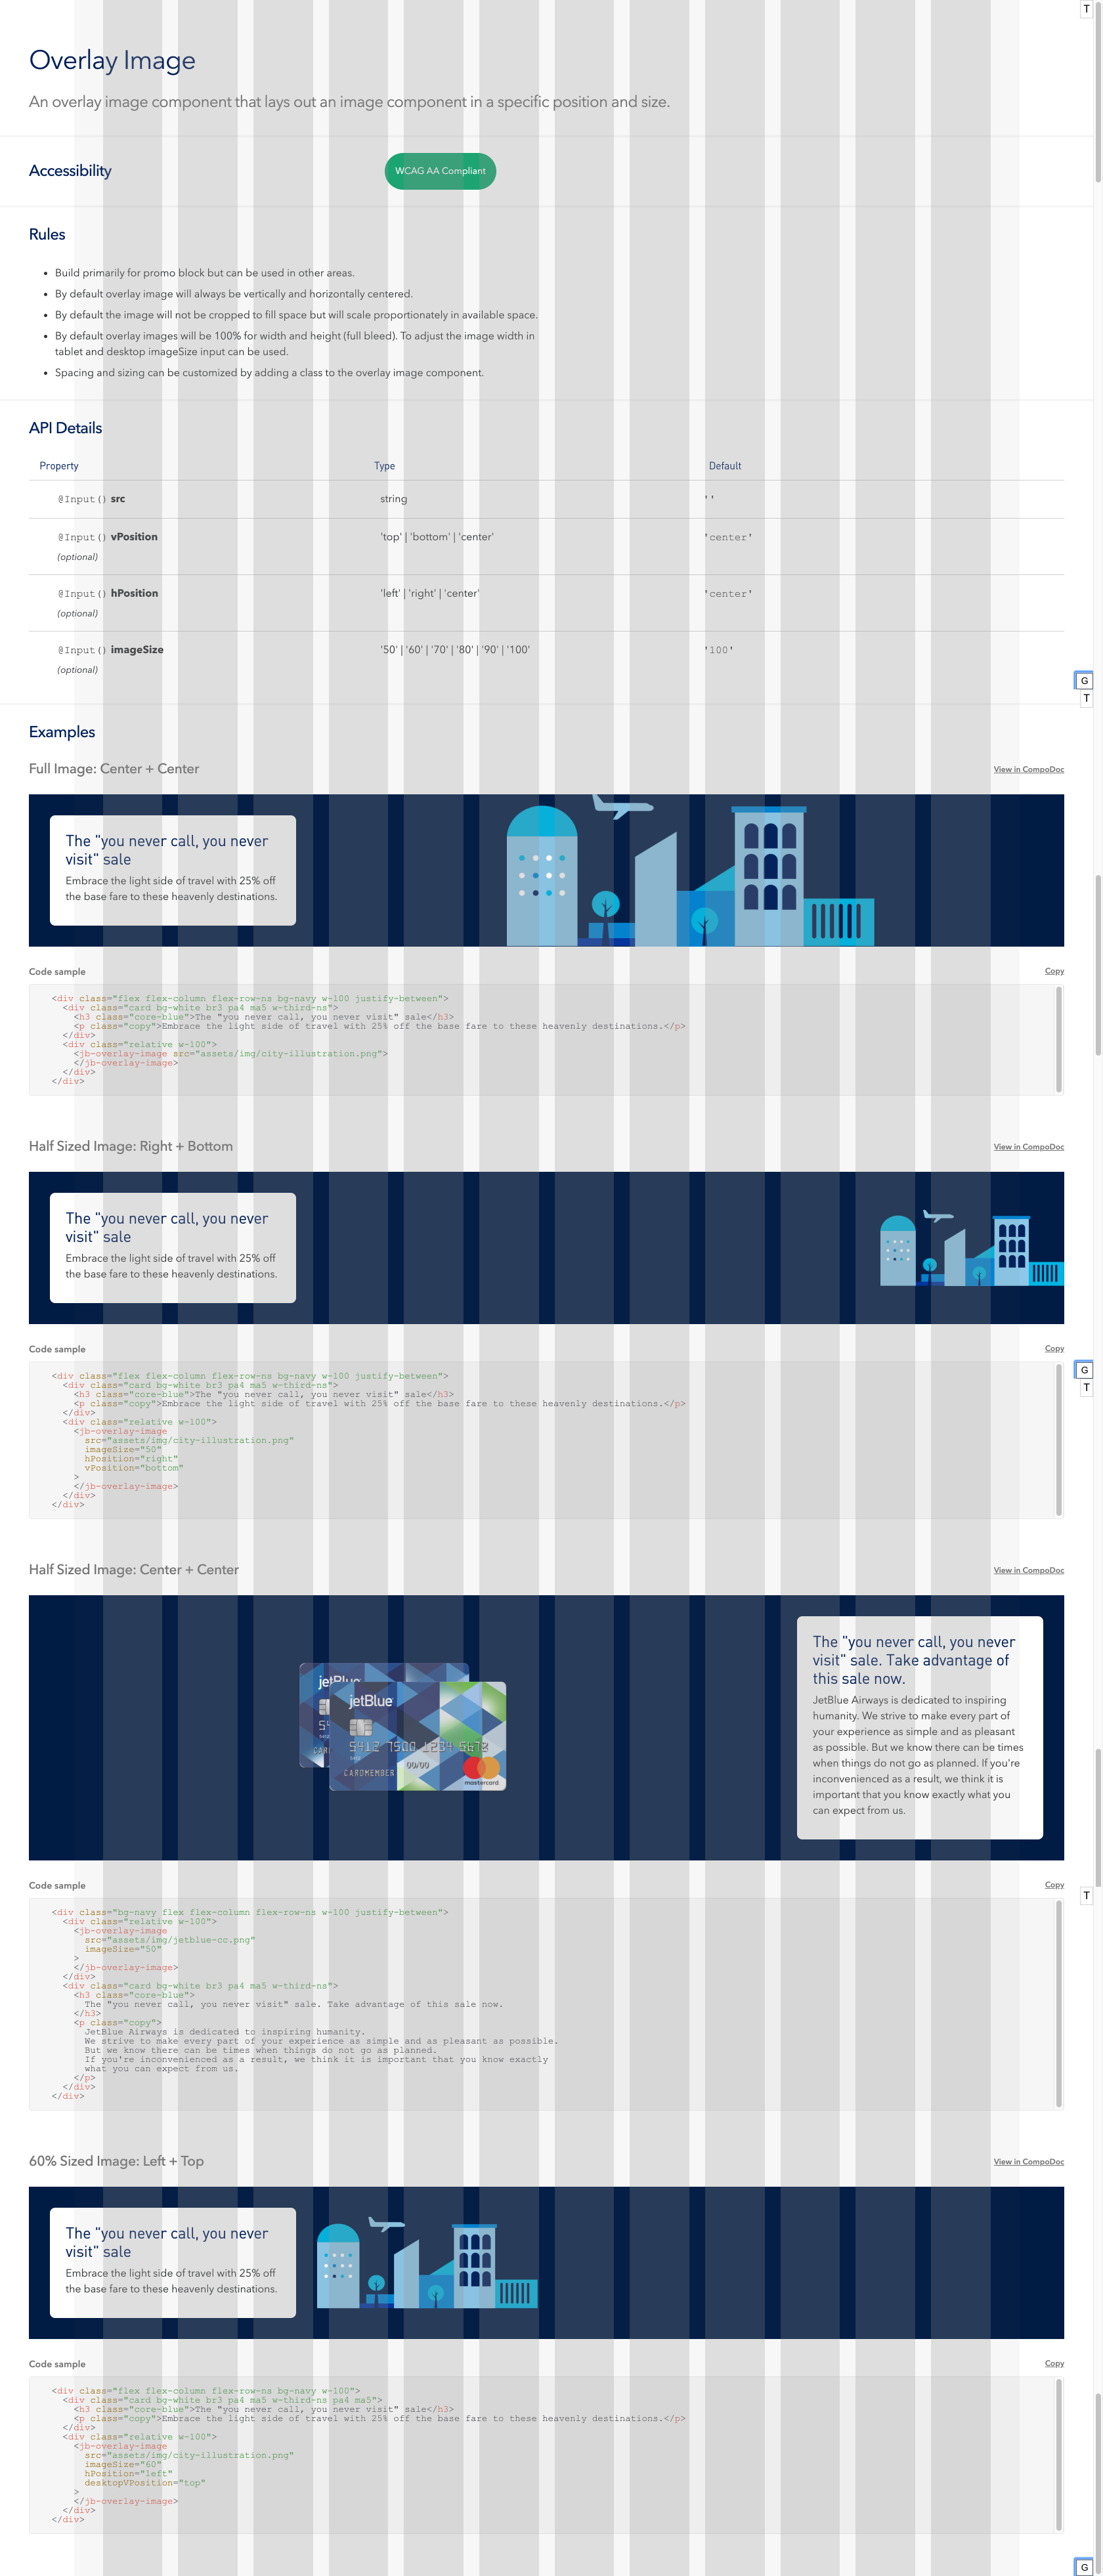 T
Overlay Image
An overlay image component that lays out an image component in a specific position and size.
Accessibility
WCAG AA Compliant
Rules
• Build primarily for promo block but can be used in other areas.
• By default overlay image will always be vertically and horizontally centered.
• By default the image will not be cropped to fill space but will scale proportionately in available space.
• By default overlay images will be 100% for width and height (full bleed). To adjust the image width in
tablet and desktop imageSize input can be used.
• Spacing and sizing can be customized by adding a class to the overlay image component.
API Details
Property Type Default
@Input() src string ''
@Input() vPosition 'top' | 'bottom' | 'center' 'center'
(optional)
@Input() hPosition 'left' | 'right' | 'center' 'center'
(optional)
@Input() imageSize '50' | '60' | '70' | '80' | '90' | '100' '100'
(optional)
G
T
Examples
Full Image: Center + Center View in CompoDoc
The "you never call, you never
visit" sale
Embrace the light side of travel with 25% off
the base fare to these heavenly destinations.
Code sample Copy
<div class="flex flex-column flex-row-ns bg-navy w-100 justify-between">
<div class="card bg-white br3 pa4 ma5 w-third-ns">
<h3 class="core-blue">The "you never call, you never visit" sale</h3>
<p class="copy">Embrace the light side of travel with 25% off the base fare to these heavenly destinations.</p>
</div>
<div class="relative w-100">
<jb-overlay-image src="assets/img/city-illustration.png">
</jb-overlay-image>
</div>
</div>
Half Sized Image: Right + Bottom View in CompoDoc
The "you never call, you never
visit" sale
Embrace the light side of travel with 25% off
the base fare to these heavenly destinations.
Code sample Copy
G
T
<div class="flex flex-column flex-row-ns bg-navy w-100 justify-between">
<div class="card bg-white br3 pa4 ma5 w-third-ns">
<h3 class="core-blue">The "you never call, you never visit" sale</h3>
<p class="copy">Embrace the light side of travel with 25% off the base fare to these heavenly destinations.</p>
</div>
<div class="relative w-100">
<jb-overlay-image
src="assets/img/city-illustration.png"
imageSize="50"
hPosition="right"
vPosition="bottom"
>
</jb-overlay-image>
</div>
</div>
Half Sized Image: Center + Center View in CompoDoc
jetBlue
5412 7500 1234 5678
00/00
CARDMEMBER
mastercard
The "you never call, you never
visit" sale. Take advantage of
this sale now.
JetBlue Airways is dedicated to inspiring
humanity. We strive to make every part of
your experience as simple and as pleasant
as possible. But we know there can be times
when things do not go as planned. If you're
inconvenienced as a result, we think it is
important that you know exactly what you
can expect from us.
Code sample Copy
T
<div class="bg-navy flex flex-column flex-row-ns w-100 justify-between">
<div class="relative w-100">
<jb-overlay-image
src="assets/img/jetblue-cc.png"
imageSize="50"
>
</jb-overlay-image>
</div>
<div class="card bg-white br3 pa4 ma5 w-third-ns">
<h3 class="core-blue">
The "you never call, you never visit" sale. Take advantage of this sale now.
</h3>
<p class="copy">
JetBlue Airways is dedicated to inspiring humanity.
We strive to make every part of your experience as simple and as pleasant as possible.
But we know there can be times when things do not go as planned.
If you're inconvenienced as a result, we think it is important that you know exactly
what you can expect from us.
</p>
</div>
</div>
60% Sized Image: Left + Top View in CompoDoc
The "you never call, you never
visit" sale
Embrace the light side of travel with 25% off
the base fare to these heavenly destinations.
Code sample Copy
<div class="flex flex-column flex-row-ns bg-navy w-100">
<div class="card bg-white br3 pa4 ma5 w-third-ns pa4 ma5">
<h3 class="core-blue">The "you never call, you never visit" sale</h3>
<p class="copy">Embrace the light side of travel with 25% off the base fare to these heavenly destinations.</p>
</div>
<div class="relative w-100">
<jb-overlay-image
src="assets/img/city-illustration.png"
imageSize="60"
hPosition="left"
desktopVPosition="top"
>
</jb-overlay-image>
</div>
</div>
G